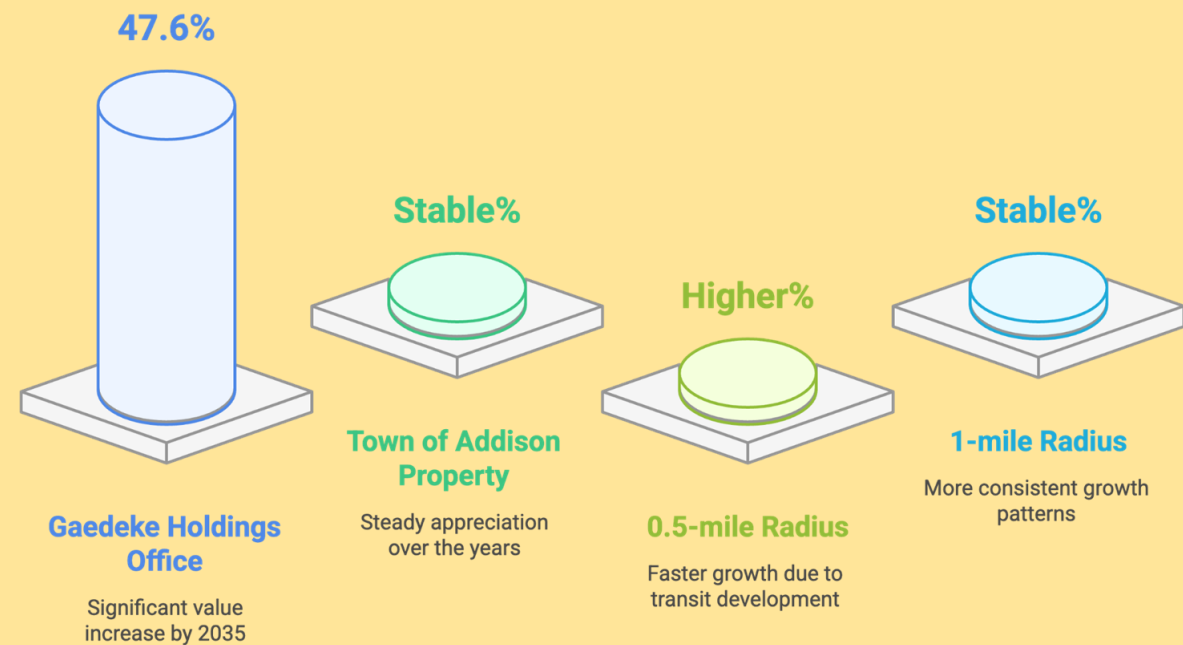 47.6%
Gaedeke Holdings
Office
Significant value
increase by 2035
Stable%
Town of Addison
Property
Steady appreciation
over the years
Higher%
0.5-mile Radius
Faster growth due to
transit development
Stable%
1-mile Radius
More consistent growth
patterns